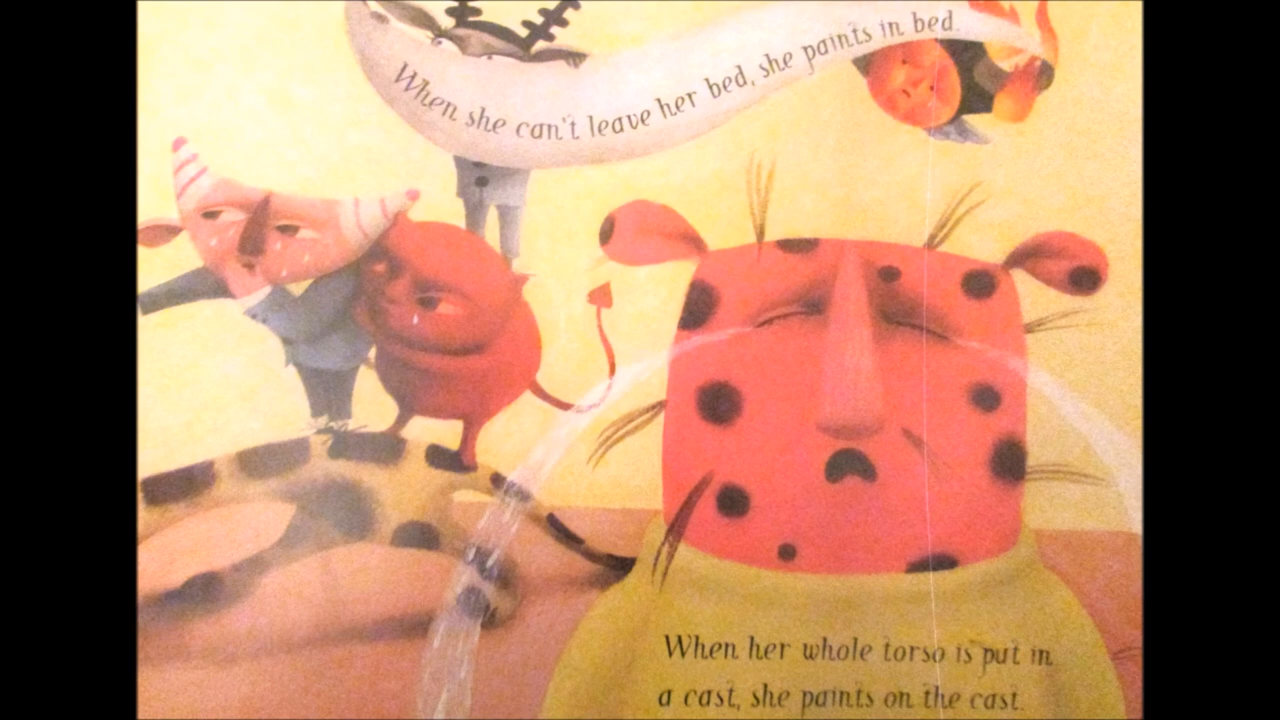 When she can't leave her bed, she paints in bed.
When her whole torso is put in
a cast, she paints on the cast.